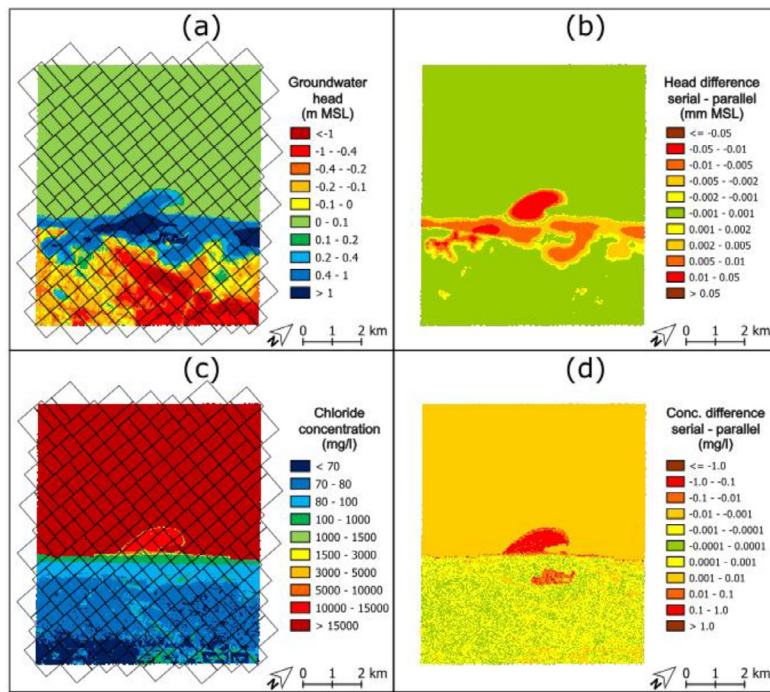 (a)
Groundwater
head
(m MSL)
<-1
-1 - -0.4
-0.4 - -0.2
-0.2 - -0.1
-0.1 - 0
0 - 0.1
0.1 - 0.2
0.2 - 0.4
0.4 - 1
> 1
N
0 1 2 km
(b)
Head difference
serial - parallel
(mm MSL)
<= -0.05
-0.05 - -0.01
-0.01 - -0.005
-0.005 - -0.002
-0.002 - -0.001
-0.001 - 0.001
0.001 - 0.002
0.002 - 0.005
0.005 - 0.01
0.01 - 0.05
> 0.05
N
0 1 2 km
(c)
Chloride
concentration
(mg/l)
< 70
70 - 80
80 - 100
100 - 1000
1000 - 1500
1500 - 3000
3000 - 5000
5000 - 10000
10000 - 15000
> 15000
N
0 1 2 km
(d)
Conc. difference
serial - parallel
(mg/l)
<= -1.0
-1.0 - -0.1
-0.1 - -0.01
-0.01 - -0.001
-0.001 - -0.0001
-0.0001 - 0.0001
0.0001 - 0.001
0.001 - 0.01
0.01 - 0.1
0.1 - 1.0
> 1.0
N
0 1 2 km